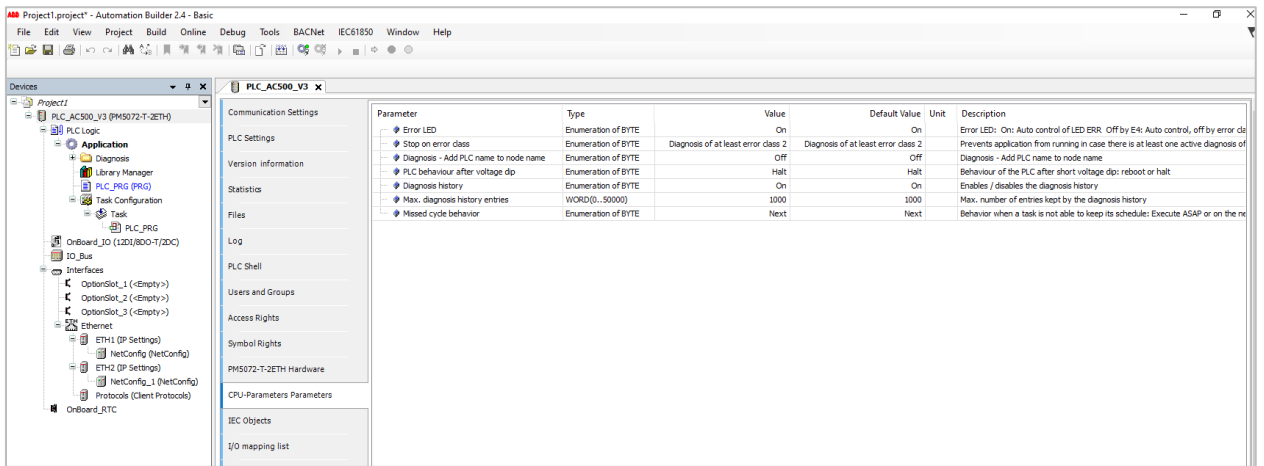 ABB Project1.project* - Automation Builder 2.4 - Basic
File Edit View Project Build Online Debug Tools BACNet IEC61850 Window Help
Devices
Project1
PLC_AC500_V3 (PM5072-T-2ETH)
PLC Logic
Application
Diagnosis
Library Manager
PLC_PRG (PRG)
Task Configuration
Task
PLC_PRG
OnBoard_IO (12DI/8DO-T/2DC)
IO_Bus
Interfaces
OptionSlot_1 (<Empty>)
OptionSlot_2 (<Empty>)
OptionSlot_3 (<Empty>)
Ethernet
ETH1 (IP Settings)
NetConfig (NetConfig)
ETH2 (IP Settings)
NetConfig_1 (NetConfig)
Protocols (Client Protocols)
OnBoard_RTC
PLC_AC500_V3 X
Communication Settings
PLC Settings
Version information
Statistics
Files
Log
PLC Shell
Users and Groups
Access Rights
Symbol Rights
PM5072-T-2ETH Hardware
CPU-Parameters Parameters
IEC Objects
I/O mapping list
Parameter Type Value Default Value Unit Description
Error LED Enumeration of BYTE On On Error LED: On: Auto control of LED ERR Off by E4: Auto control, off by error cla
Stop on error class Enumeration of BYTE Diagnosis of at least error class 2 Diagnosis of at least error class 2 Prevents application from running in case there is at least one active diagnosis of
Diagnosis - Add PLC name to node name Enumeration of BYTE Off Off Diagnosis - Add PLC name to node name
PLC behaviour after voltage dip Enumeration of BYTE Halt Halt Behaviour of the PLC after short voltage dip: reboot or halt
Diagnosis history Enumeration of BYTE On On Enables / disables the diagnosis history
Max. diagnosis history entries WORD(0..50000) 1000 1000 Max. number of entries kept by the diagnosis history
Missed cycle behavior Enumeration of BYTE Next Next Behavior when a task is not able to keep its schedule: Execute ASAP or on the ne